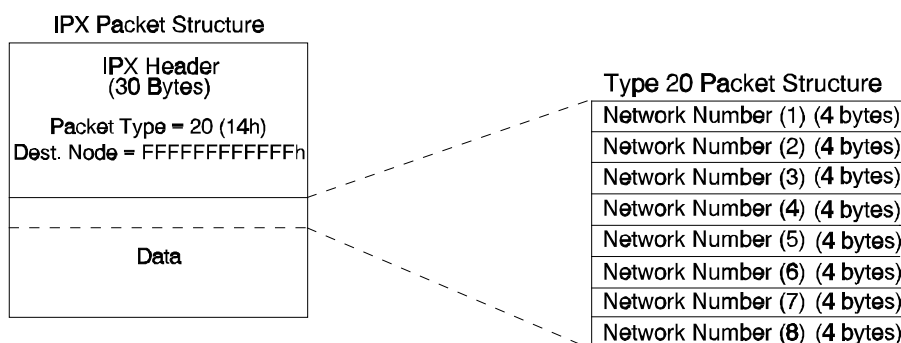 IPX Packet Structure
IPX Header
(30 Bytes)
Packet Type = 20 (14h)
Dest. Node = FFFFFFFFFFFFh
Data
Type 20 Packet Structure
Network Number (1) (4 bytes)
Network Number (2) (4 bytes)
Network Number (3) (4 bytes)
Network Number (4) (4 bytes)
Network Number (5) (4 bytes)
Network Number (6) (4 bytes)
Network Number (7) (4 bytes)
Network Number (8) (4 bytes)